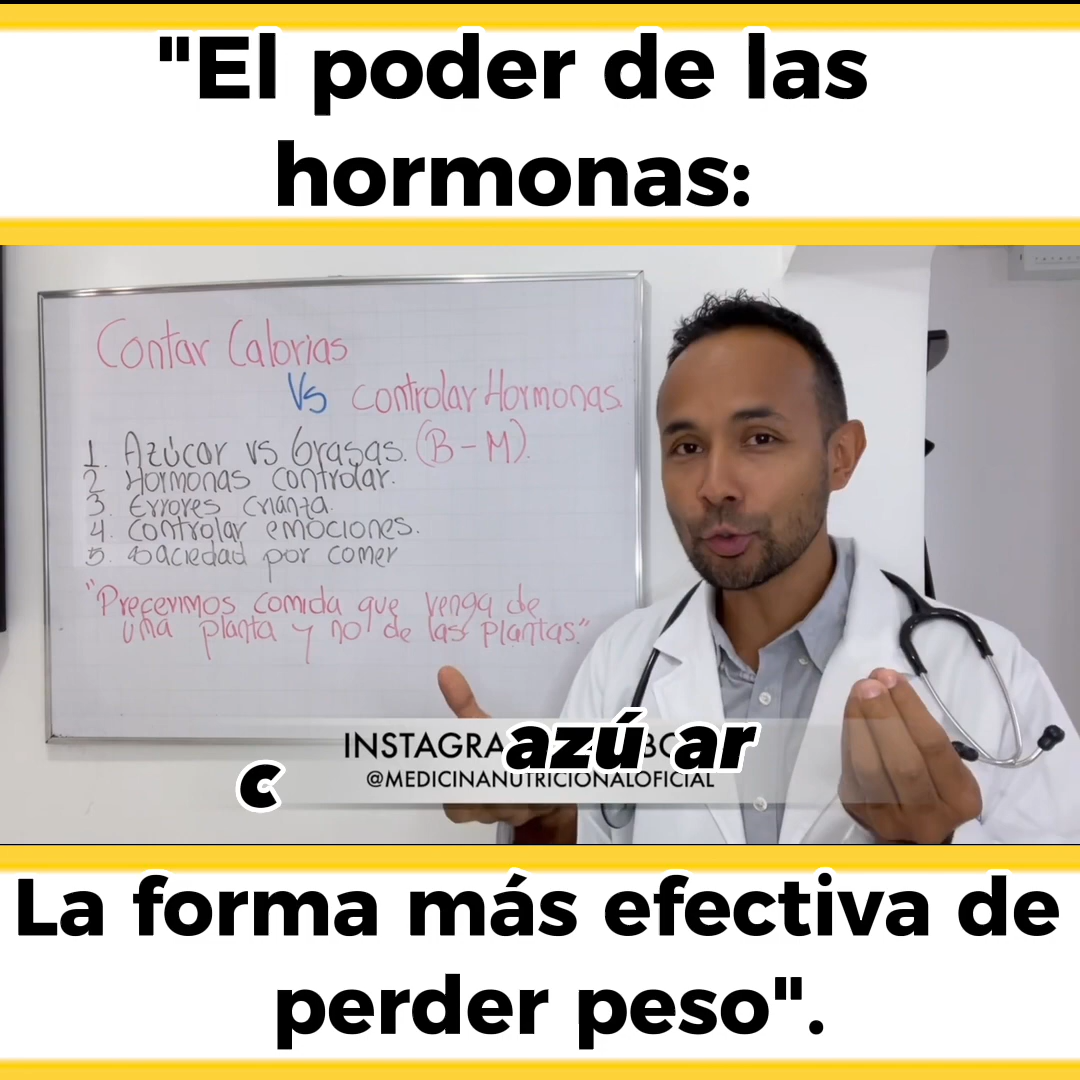 "El poder de las
hormonas:
Contar Calorias
Vs Controlar Hormonas
1. Azúcar vs Grasas. (B-M).
2 Hormonas controlar.
3. Errores crianza.
4. Controlar emociones.
5. Saciedad por comer
"Preferimos comida que venga de
una planta y no de las plantas."
INSTAGRA
azú ar
c
@MEDICINANUTRICIONALOFICIAL
La forma más efectiva de
perder peso".